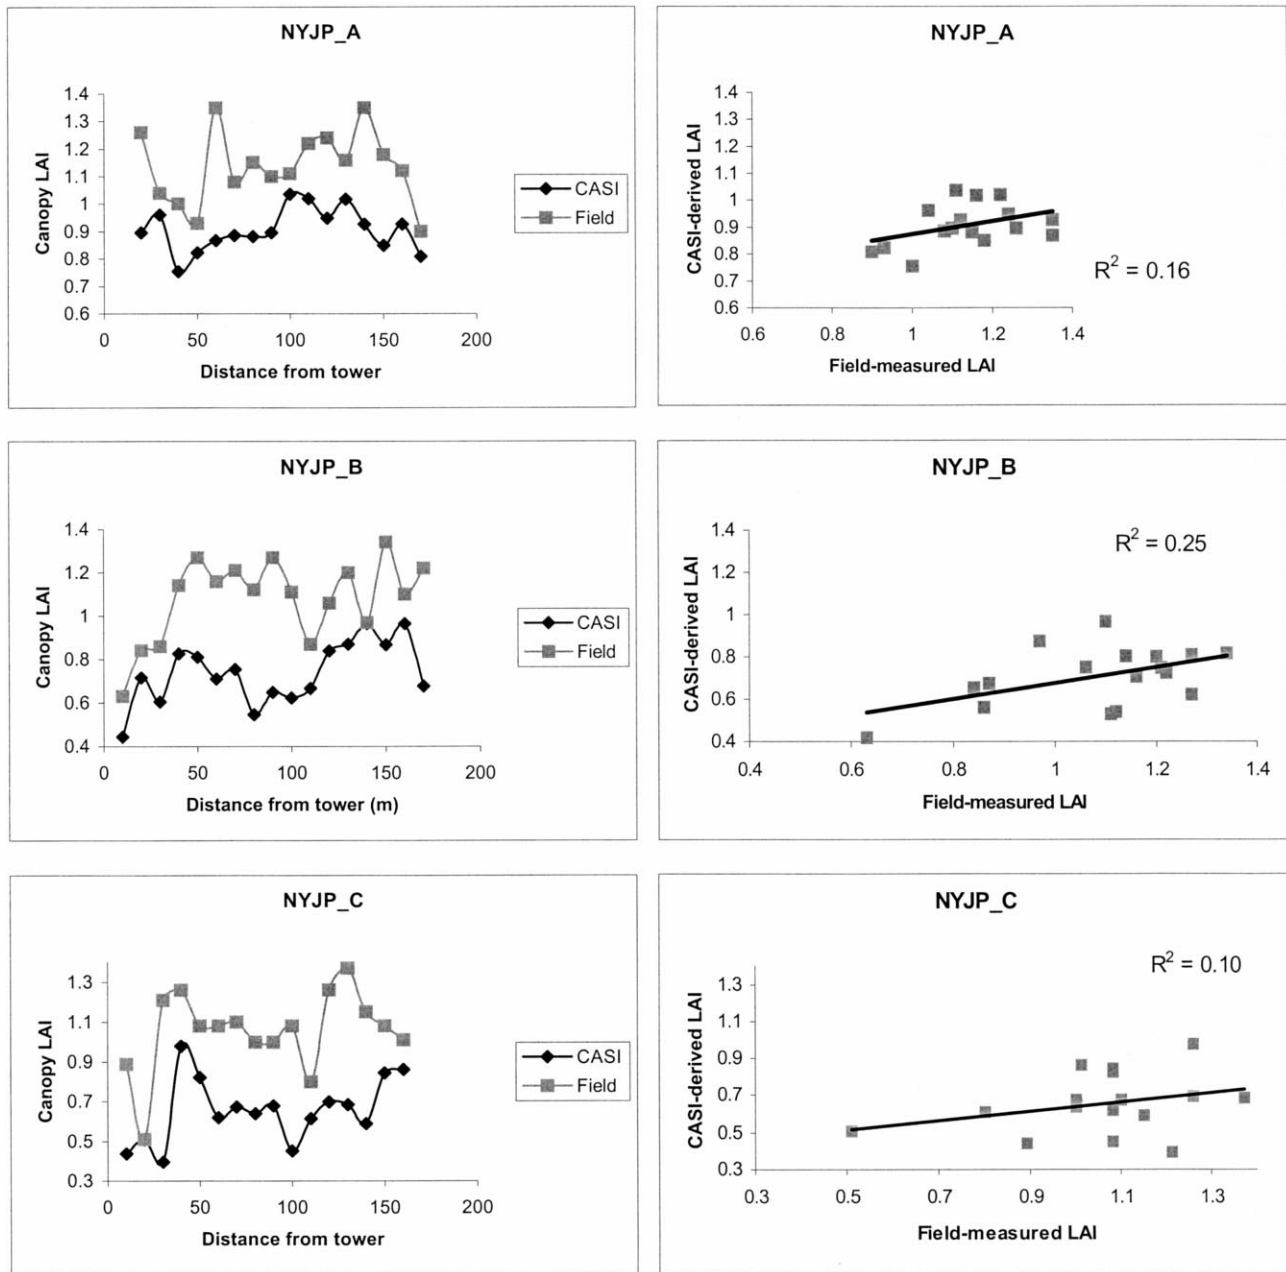 NYJP_A
Canopy LAI
1.4
1.3
1.2
1.1
1
0.9
0.8
0.7
0.6
0 50 100 150 200
Distance from tower
CASI
Field
NYJP_A
CASI-derived LAI
1.4
1.3
1.2
1.1
1
0.9
0.8
0.7
0.6
0.6 0.8 1 1.2 1.4
Field-measured LAI
R² = 0.16
NYJP_B
Canopy LAI
1.4
1.2
1
0.8
0.6
0.4
0 50 100 150 200
Distance from tower (m)
CASI
Field
NYJP_B
R² = 0.25
CASI-derived LAI
1.4
1.2
1
0.8
0.6
0.4
0.4 0.6 0.8 1 1.2 1.4
Field-measured LAI
NYJP_C
Canopy LAI
1.3
1.1
0.9
0.7
0.5
0.3
0 50 100 150 200
Distance from tower
CASI
Field
NYJP_C
R² = 0.10
CASI-derived LAI
1.3
1.1
0.9
0.7
0.5
0.3
0.3 0.5 0.7 0.9 1.1 1.3
Field-measured LAI